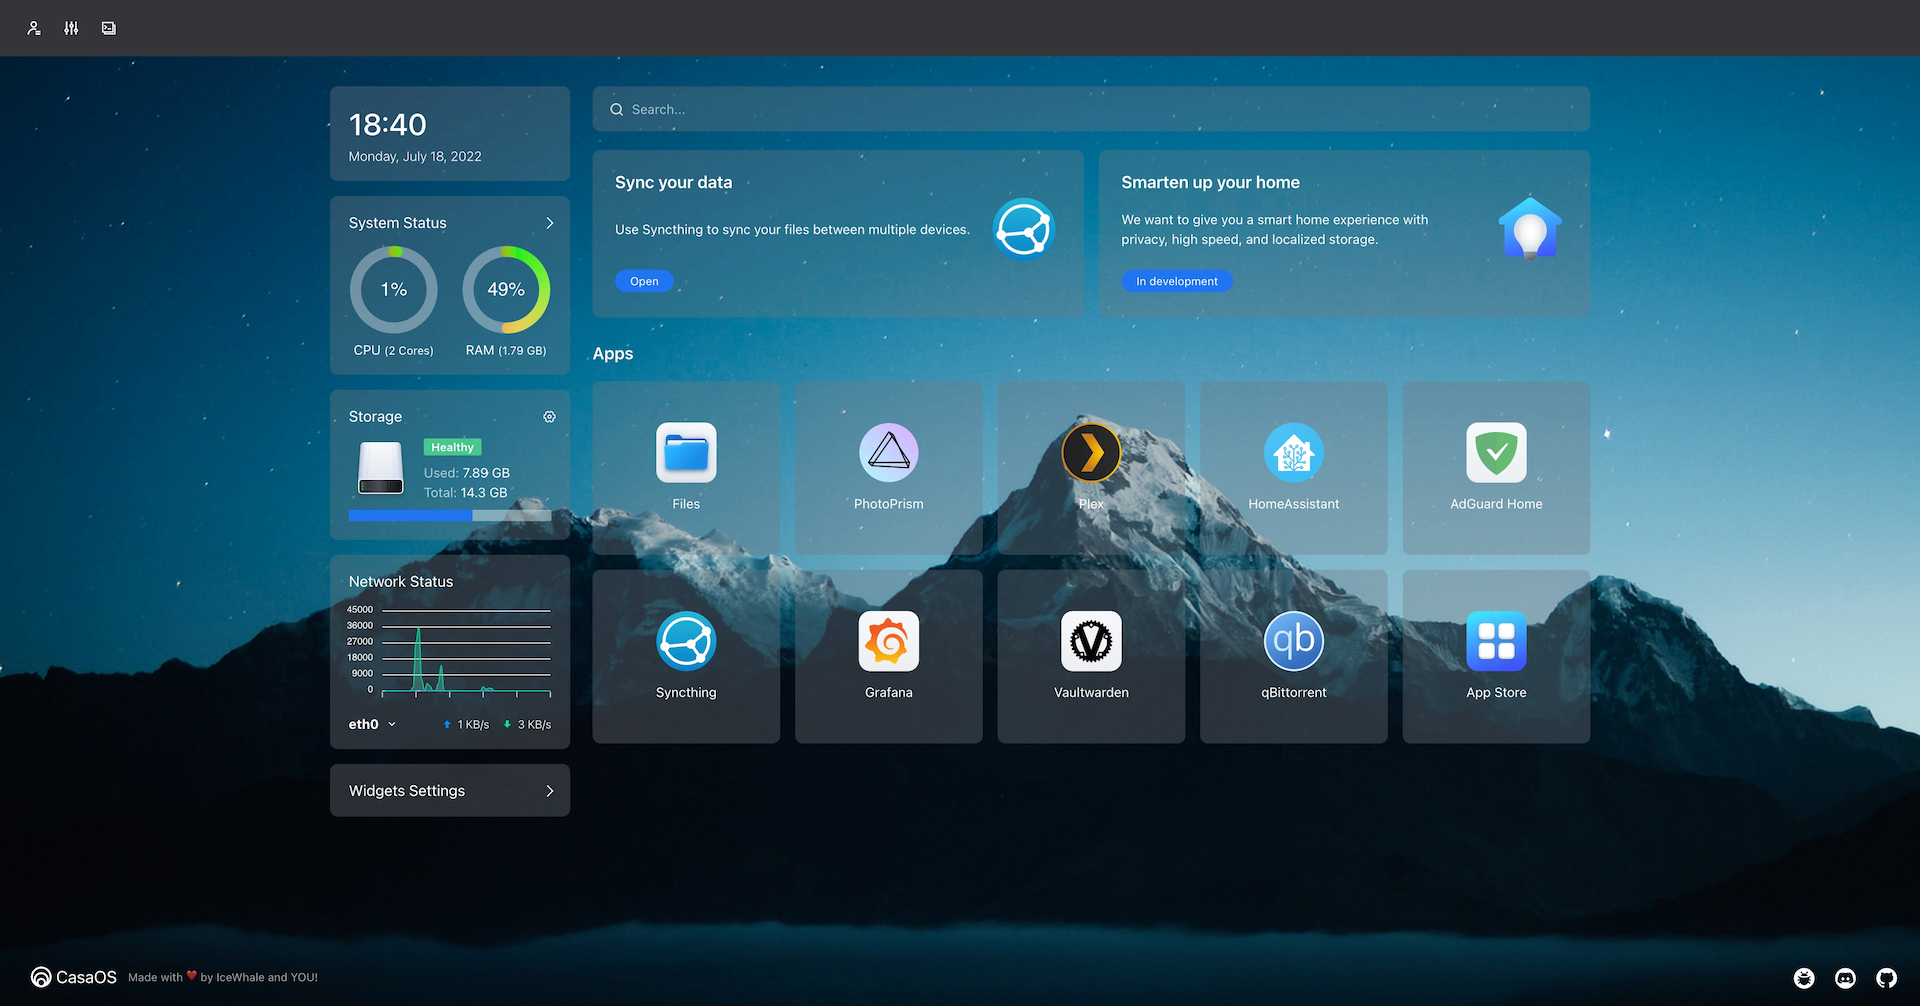 18:40
Monday, July 18, 2022
System Status
1%
49%
CPU (2 Cores)
RAM (1.79 GB)
Storage
Healthy
Used: 7.89 GB
Total: 14.3 GB
Network Status
45000
36000
27000
18000
9000
0
eth0
1 KB/s
3 KB/s
Widgets Settings
Search...
Sync your data
Use Syncthing to sync your files between multiple devices.
Open
Smarten up your home
We want to give you a smart home experience with
privacy, high speed, and localized storage.
In development
Apps
Files
PhotoPrism
Plex
HomeAssistant
AdGuard Home
Syncthing
Grafana
V
Vaultwarden
qb
qBittorrent
App Store
CasaOS
Made with ❤ by IceWhale and YOU!